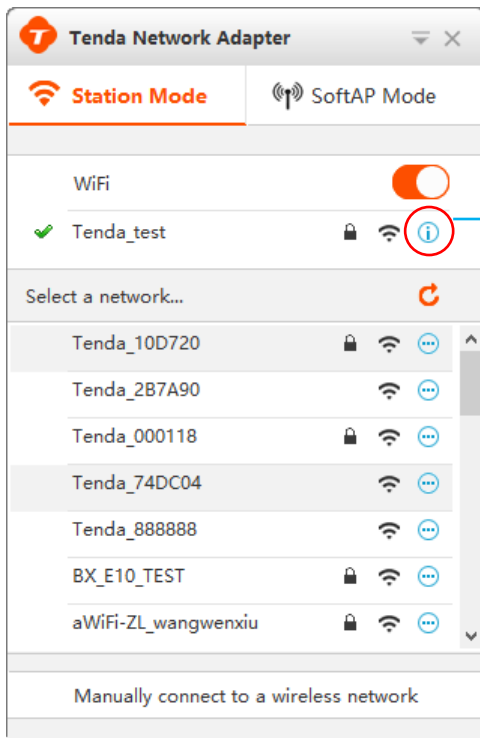 Tenda Network Adapter
Station Mode
SoftAP Mode
WiFi
Tenda_test
Select a network...
Tenda_10D720
Tenda_2B7A90
Tenda_000118
Tenda_74DC04
Tenda_888888
BX_E10_TEST
aWiFi-ZL_wangwenxiu
Manually connect to a wireless network